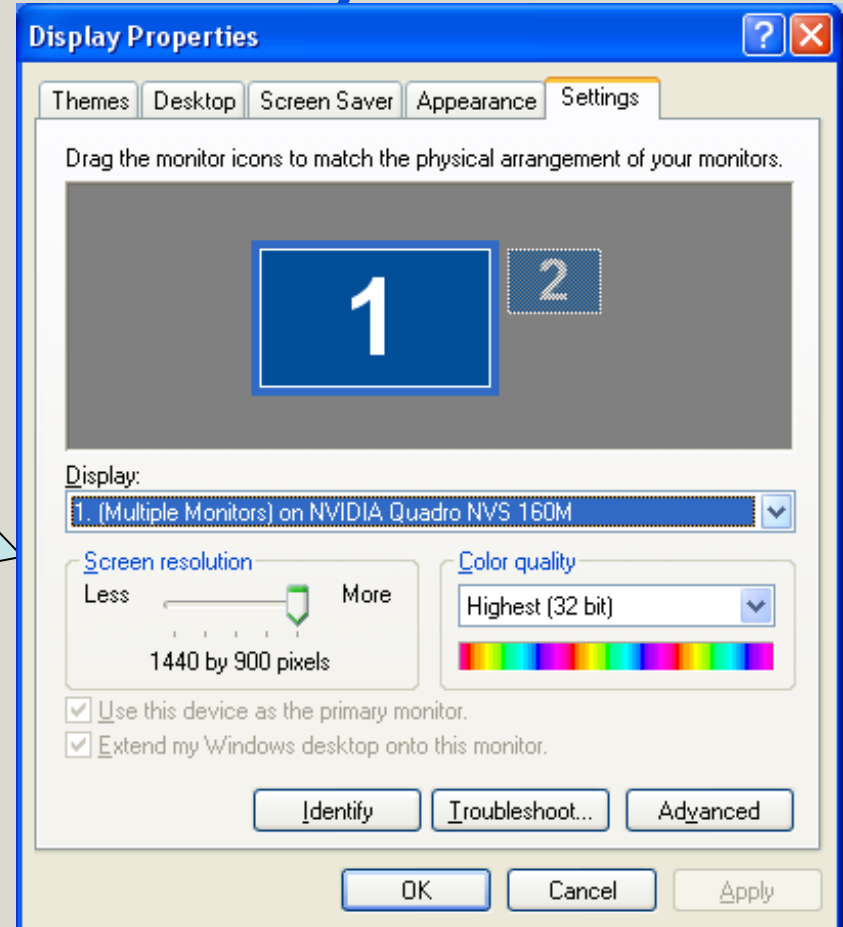 Display Properties
Themes Desktop Screen Saver Appearance Settings
Drag the monitor icons to match the physical arrangement of your monitors.
1 2
Display:
1. (Multiple Monitors) on NVIDIA Quadro NVS 160M
Screen resolution Color quality
Less More Highest (32 bit)
1440 by 900 pixels
Use this device as the primary monitor.
Extend my Windows desktop onto this monitor.
Identify Troubleshoot... Advanced
OK Cancel Apply